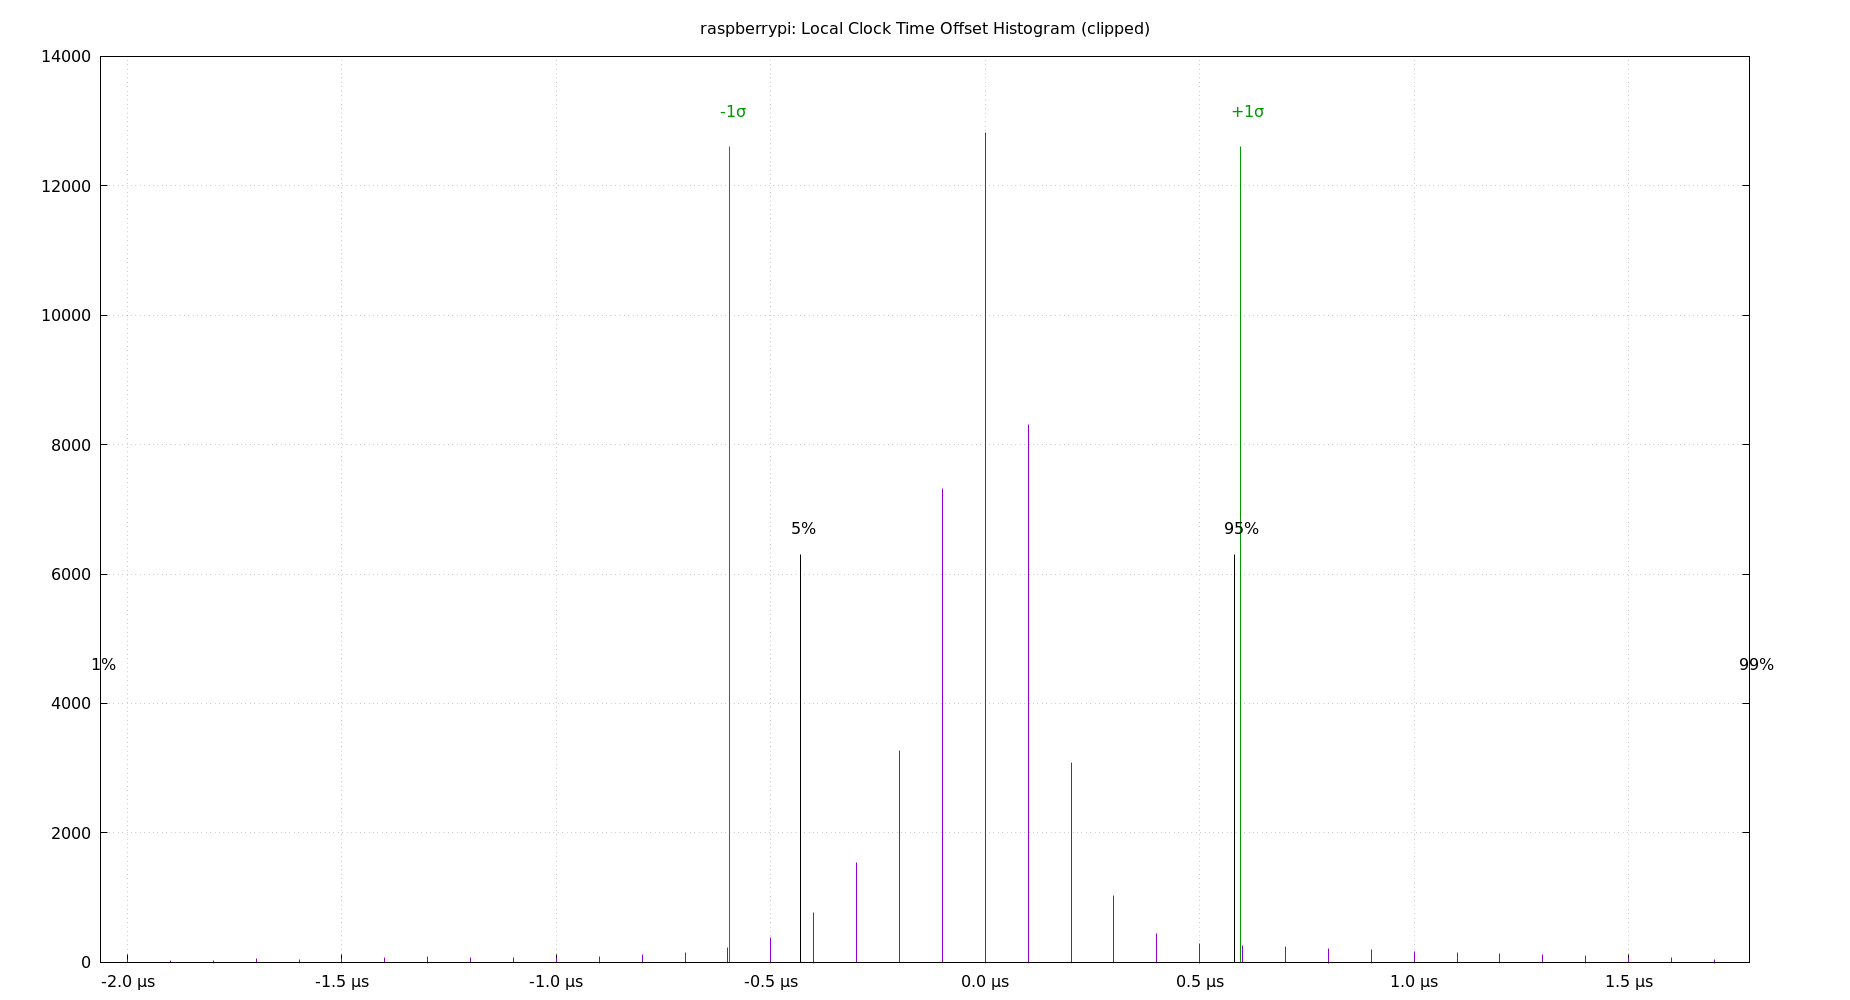 raspberrypi: Local Clock Time Offset Histogram (clipped)
14000
-1σ
+1σ
12000
10000
8000
5%
95%
6000
1%
99%
4000
2000
0
-2.0 µs
-1.5 µs
-1.0 µs
-0.5 µs
0.0 µs
0.5 µs
1.0 µs
1.5 µs